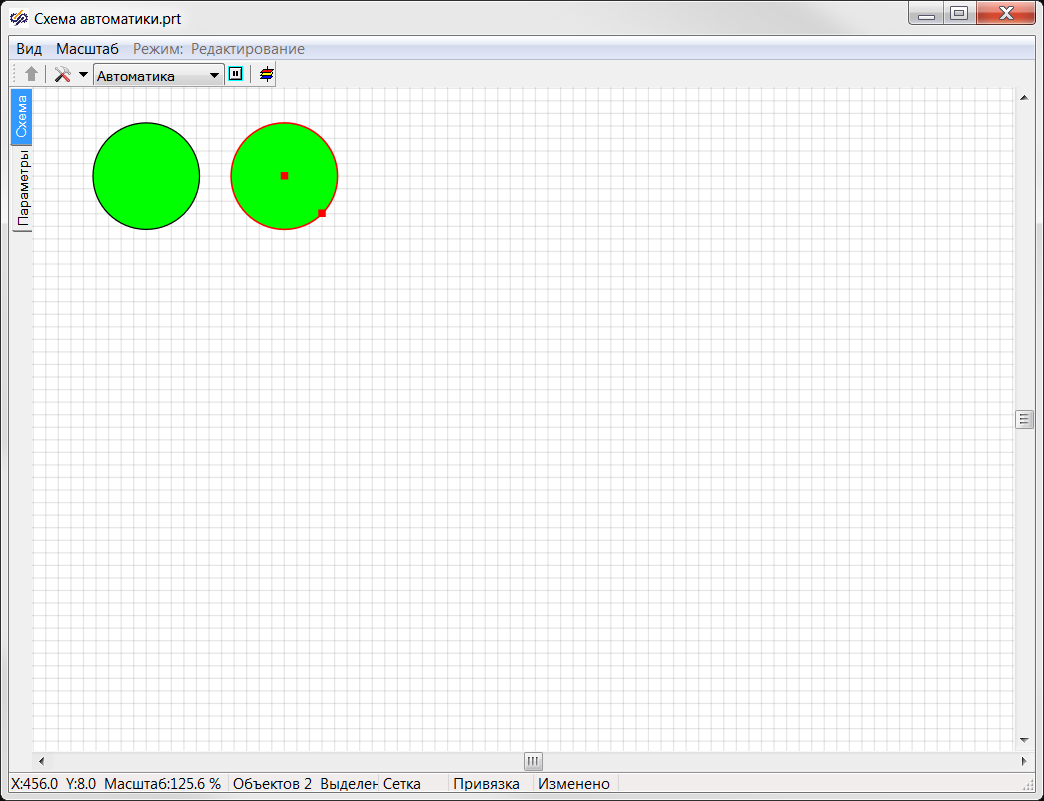 Схема автоматики.prt
Вид Масштаб Режим: Редактирование
Автоматика
Схема
Параметры
X:456.0 Y:8.0 Масштаб:125.6 % Объектов 2 Выделен Сетка Привязка Изменено